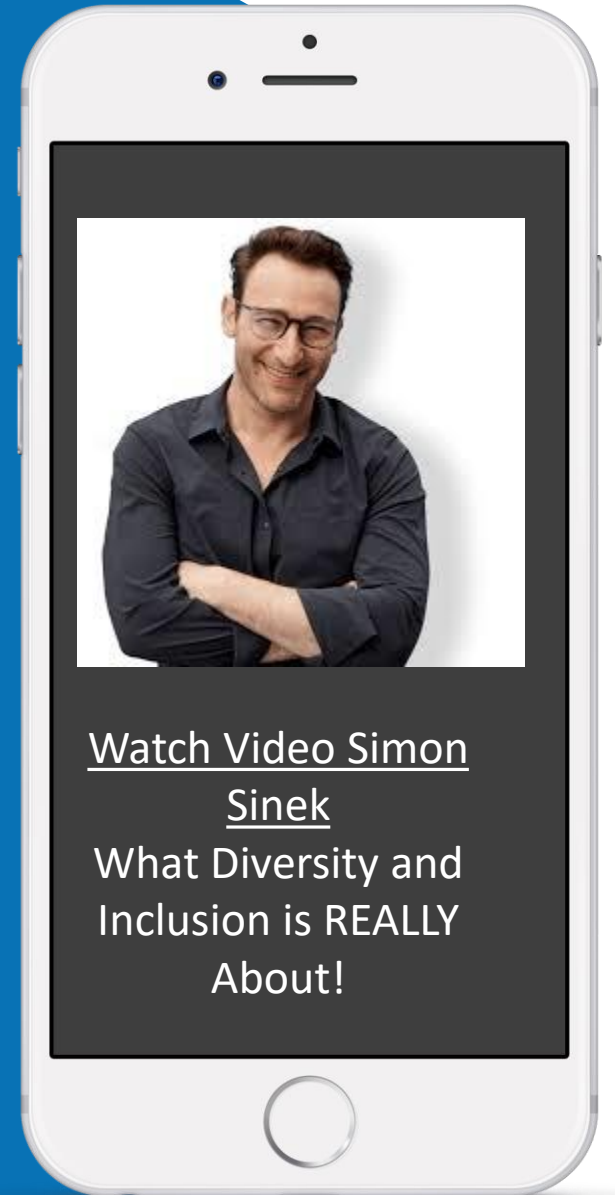 Watch Video Simon
Sinek
What Diversity and
Inclusion is REALLY
About!